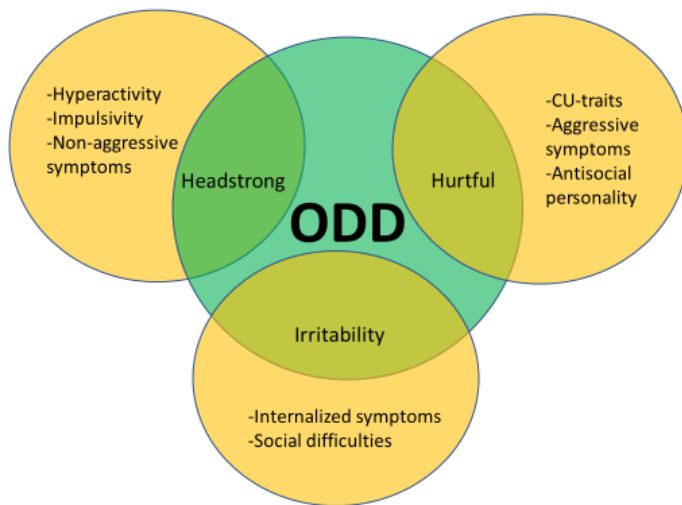 -Hyperactivity
-Impulsivity
-Non-aggressive
symptoms
Headstrong
-CU-traits
-Aggressive
symptoms
-Antisocial
personality
Hurtful
ODD
Irritability
-Internalized symptoms
-Social difficulties